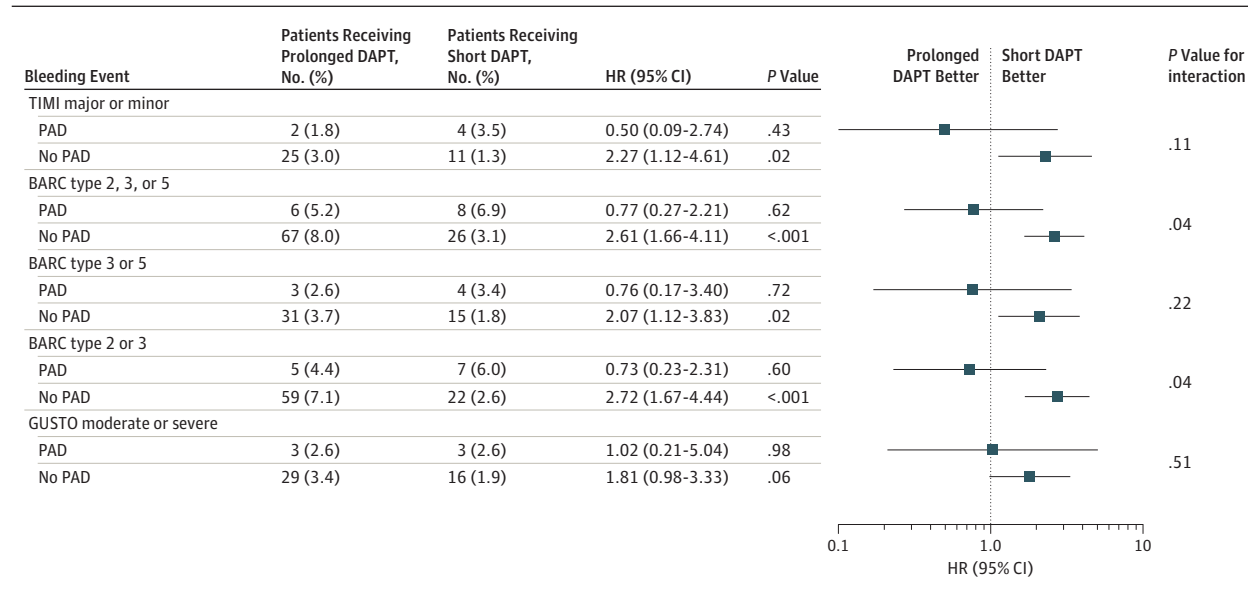 Bleeding Event | Patients Receiving Prolonged DAPT, No. (%) | Patients Receiving Short DAPT, No. (%) | HR (95% CI) | P Value | Prolonged DAPT Better | Short DAPT Better | P Value for interaction
TIMI major or minor
PAD 2 (1.8) 4 (3.5) 0.50 (0.09-2.74) .43
.11
No PAD 25 (3.0) 11 (1.3) 2.27 (1.12-4.61) .02
BARC type 2, 3, or 5
PAD 6 (5.2) 8 (6.9) 0.77 (0.27-2.21) .62
.04
No PAD 67 (8.0) 26 (3.1) 2.61 (1.66-4.11) <.001
BARC type 3 or 5
PAD 3 (2.6) 4 (3.4) 0.76 (0.17-3.40) .72
.22
No PAD 31 (3.7) 15 (1.8) 2.07 (1.12-3.83) .02
BARC type 2 or 3
PAD 5 (4.4) 7 (6.0) 0.73 (0.23-2.31) .60
.04
No PAD 59 (7.1) 22 (2.6) 2.72 (1.67-4.44) <.001
GUSTO moderate or severe
PAD 3 (2.6) 3 (2.6) 1.02 (0.21-5.04) .98
.51
No PAD 29 (3.4) 16 (1.9) 1.81 (0.98-3.33) .06
0.1 1.0 10
HR (95% CI)